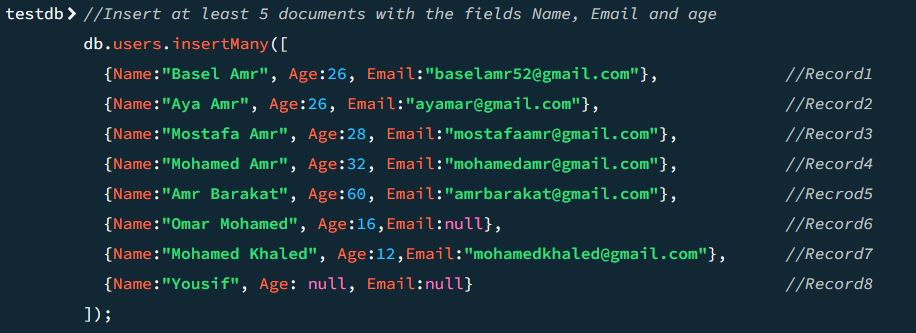 testdb> //Insert at least 5 documents with the fields Name, Email and age
db.users.insertMany([
{Name:"Basel Amr", Age:26, Email:"baselamr52@gmail.com"}, //Record1
{Name:"Aya Amr", Age:26, Email:"ayamar@gmail.com"}, //Record2
{Name:"Mostafa Amr", Age:28, Email:"mostafaamr@gmail.com"}, //Record3
{Name:"Mohamed Amr", Age:32, Email:"mohamedamr@gmail.com"}, //Record4
{Name:"Amr Barakat", Age:60, Email:"amrbarakat@gmail.com"}, //Recrod5
{Name:"Omar Mohamed", Age:16,Email:null}, //Record6
{Name:"Mohamed Khaled", Age:12,Email:"mohamedkhaled@gmail.com"}, //Record7
{Name:"Yousif", Age: null, Email:null} //Record8
]);